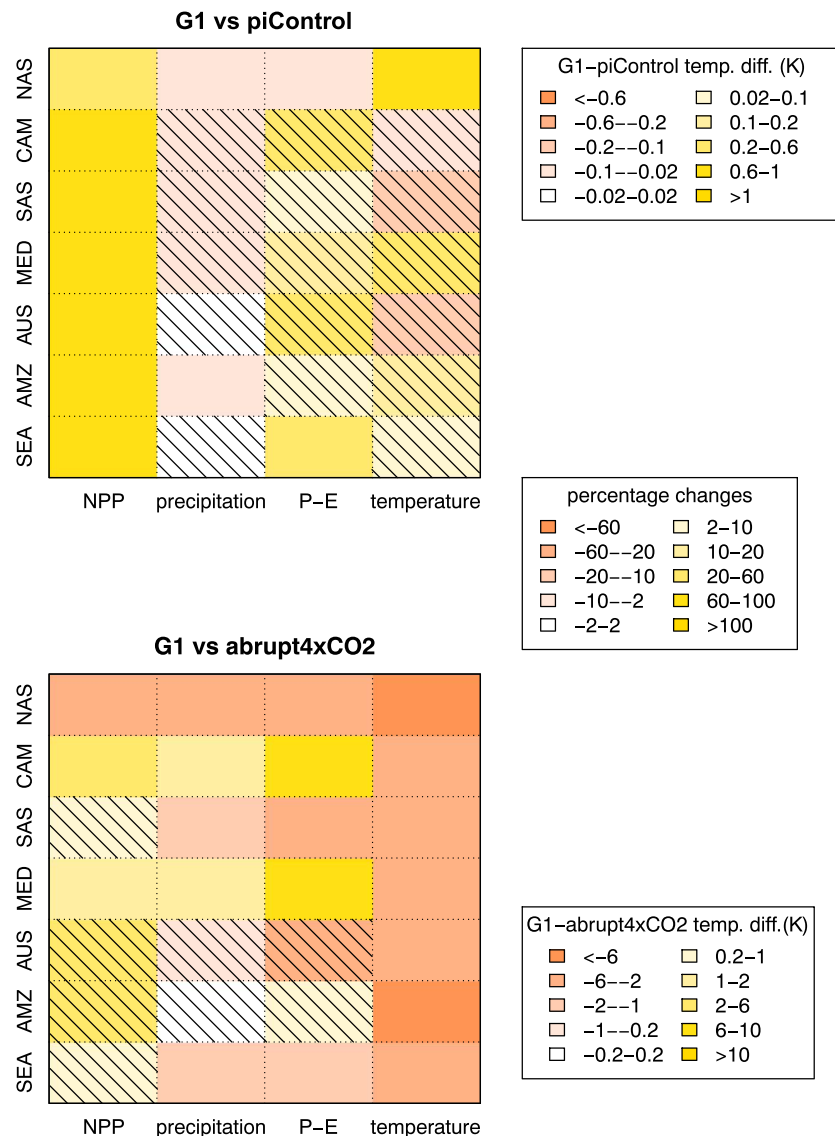 G1 vs piControl
NAS
CAM
SAS
MED
AUS
AMZ
SEA
NPP precipitation P−E temperature
G1−piControl temp. diff. (K)
<−0.6 0.02−0.1
−0.6−−0.2 0.1−0.2
−0.2−−0.1 0.2−0.6
−0.1−−0.02 0.6−1
−0.02−0.02 >1
percentage changes
<−60 2−10
−60−−20 10−20
−20−−10 20−60
−10−−2 60−100
−2−2 >100
G1 vs abrupt4xCO2
NAS
CAM
SAS
MED
AUS
AMZ
SEA
NPP precipitation P−E temperature
G1−abrupt4xCO2 temp. diff.(K)
<−6 0.2−1
−6−−2 1−2
−2−−1 2−6
−1−−0.2 6−10
−0.2−0.2 >10